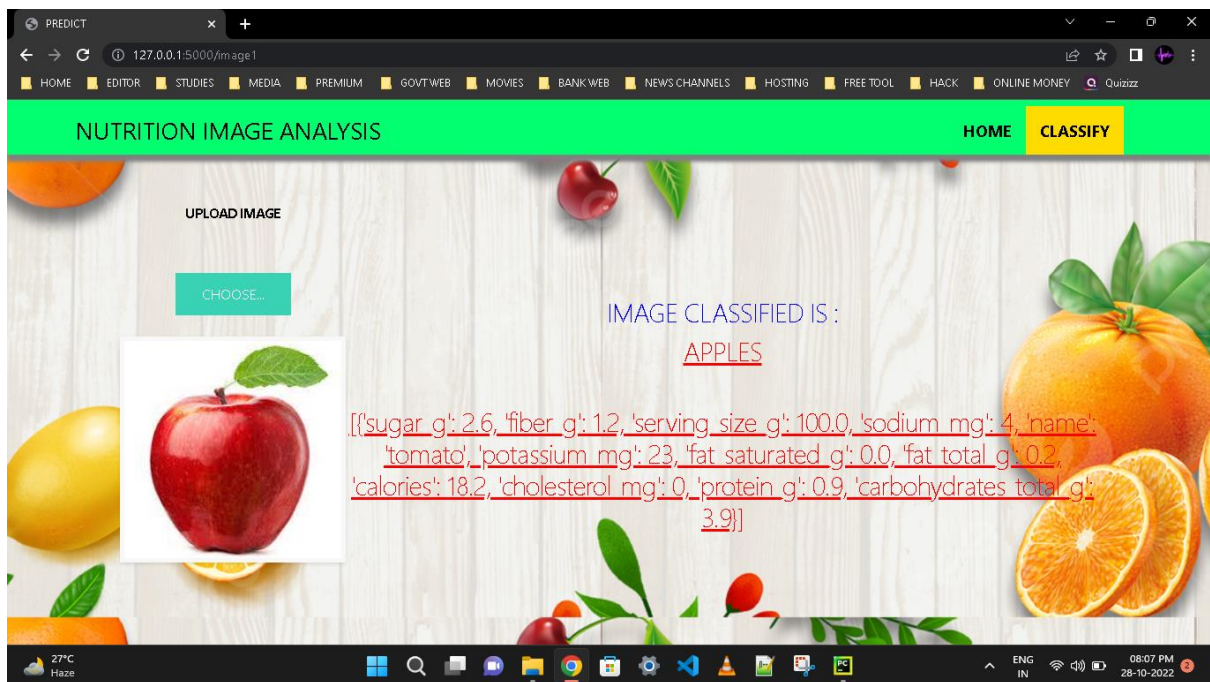 PREDICT
127.0.0.1:5000/image1
HOME EDITOR STUDIES MEDIA PREMIUM GOVT WEB MOVIES BANK WEB NEWS CHANNELS HOSTING FREE TOOL HACK ONLINE MONEY Quizizz
NUTRITION IMAGE ANALYSIS HOME CLASSIFY
UPLOAD IMAGE
CHOOSE...
IMAGE CLASSIFIED IS :
APPLES
[{'sugar_g': 2.6, 'fiber_g': 1.2, 'serving_size_g': 100.0, 'sodium_mg': 4, 'name':
'tomato', 'potassium_mg': 23, 'fat_saturated_g': 0.0, 'fat_total_g': 0.2,
'calories': 18.2, 'cholesterol_mg': 0, 'protein_g': 0.9, 'carbohydrates_total_g':
3.9}]
27°C
Haze
ENG
IN
08:07 PM
28-10-2022
2